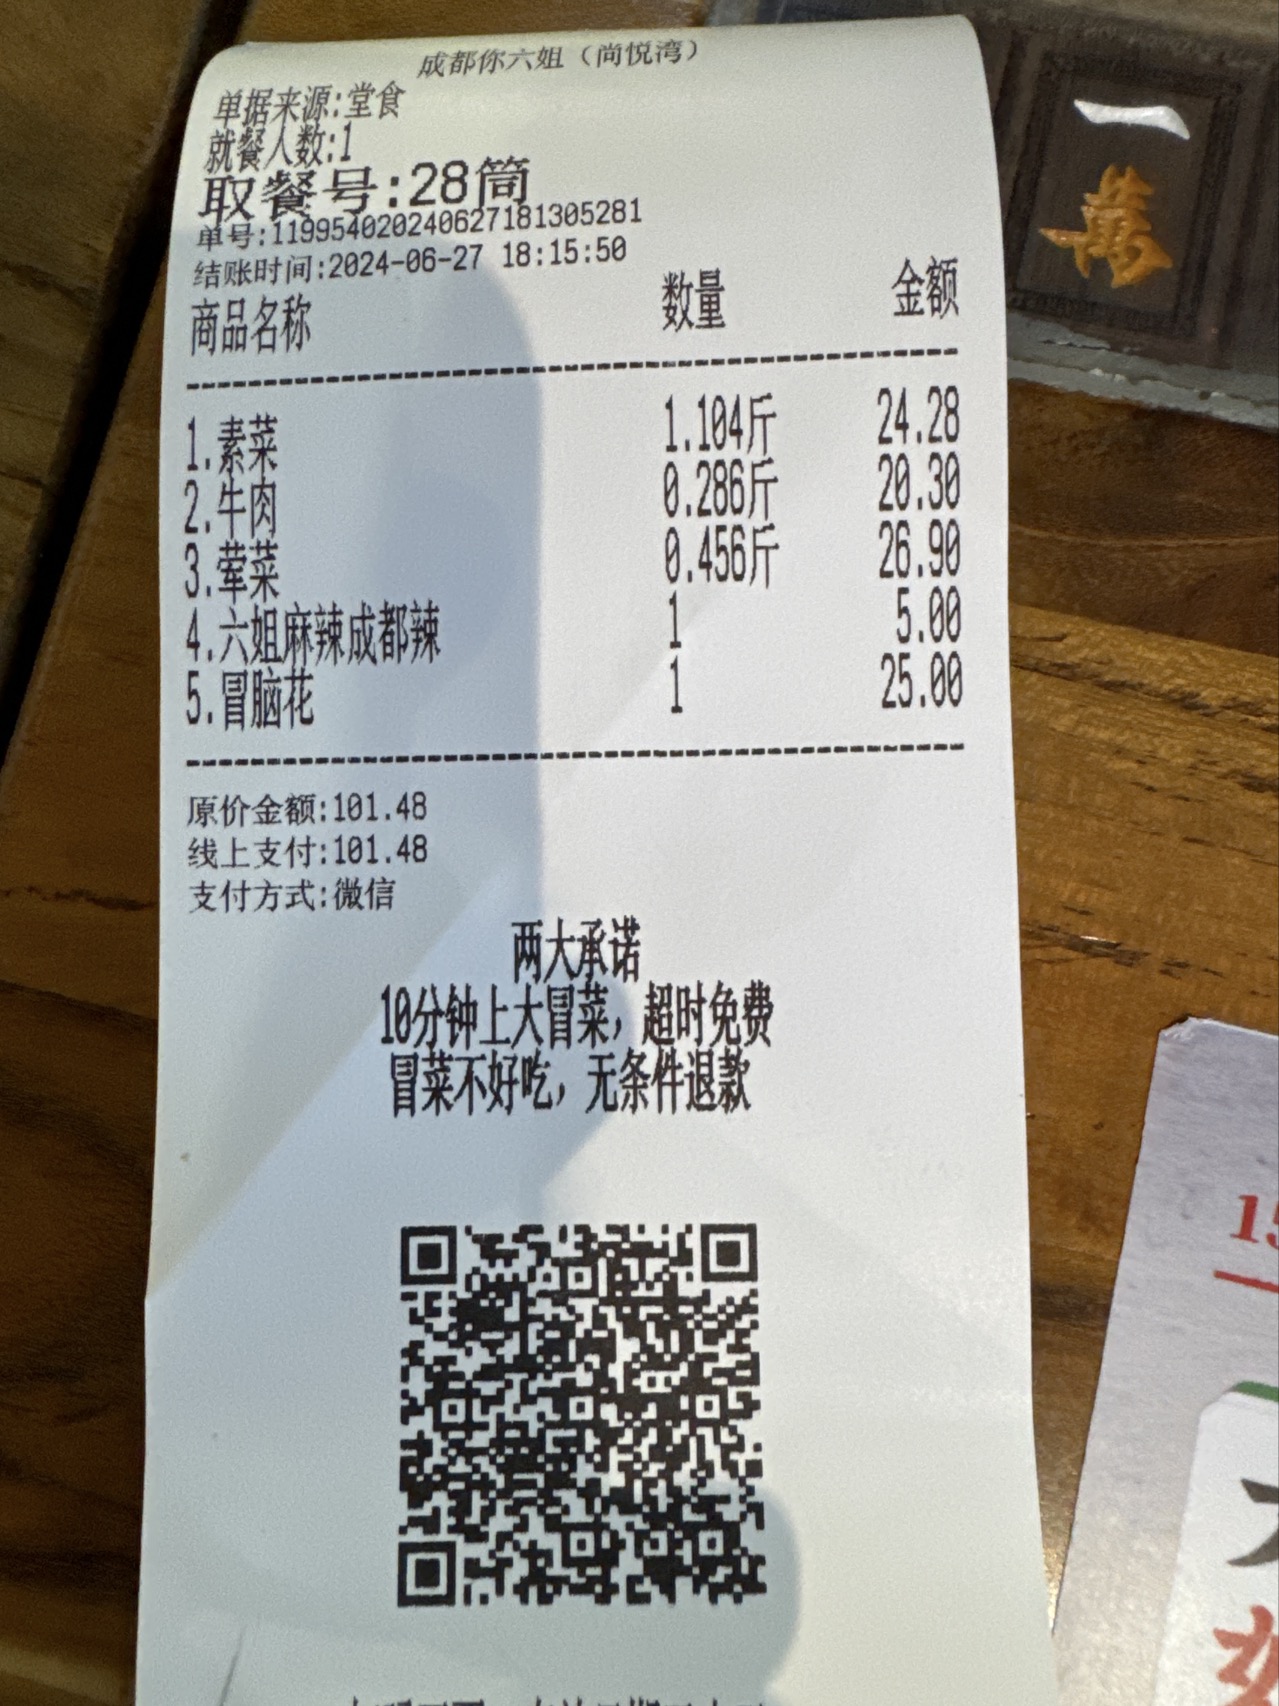 成都你六姐（尚悦湾）
单据来源:堂食
就餐人数:1
取餐号:28筒
单号:119954020240627181305281
结账时间:2024-06-27 18:15:50
商品名称 数量 金额
1.素菜 1.104斤 24.28
2.牛肉 0.286斤 20.30
3.荤菜 0.456斤 26.90
4.六姐麻辣成都辣 1 5.00
5.冒脑花 1 25.00
原价金额:101.48
线上支付:101.48
支付方式:微信
两大承诺
10分钟上大冒菜，超时免费
冒菜不好吃，无条件退款
一
萬